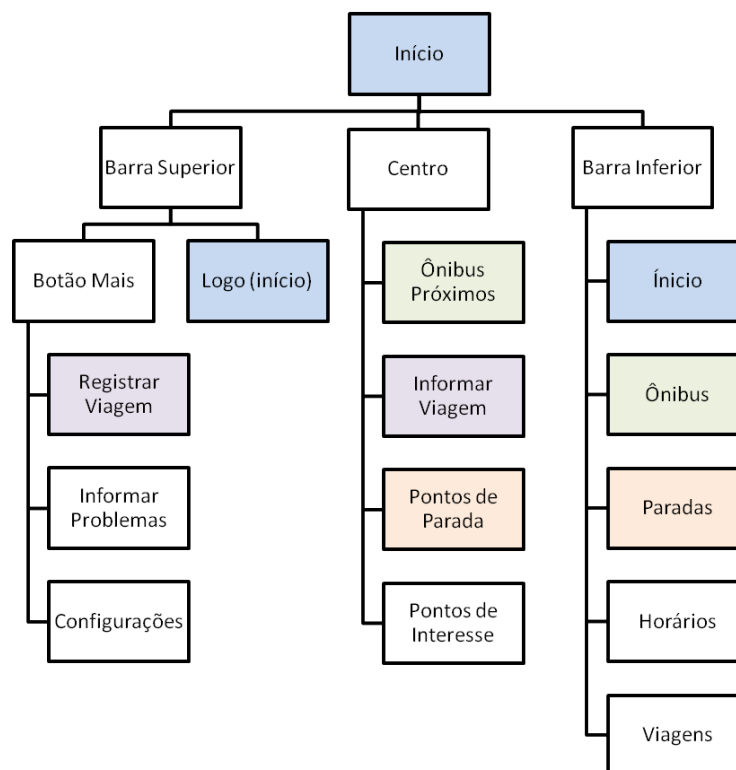 Início
Barra Superior
Centro
Barra Inferior
Botão Mais
Logo (início)
Ônibus
Próximos
Ínicio
Registrar
Viagem
Informar
Viagem
Ônibus
Informar
Problemas
Pontos de
Parada
Paradas
Configurações
Pontos de
Interesse
Horários
Viagens